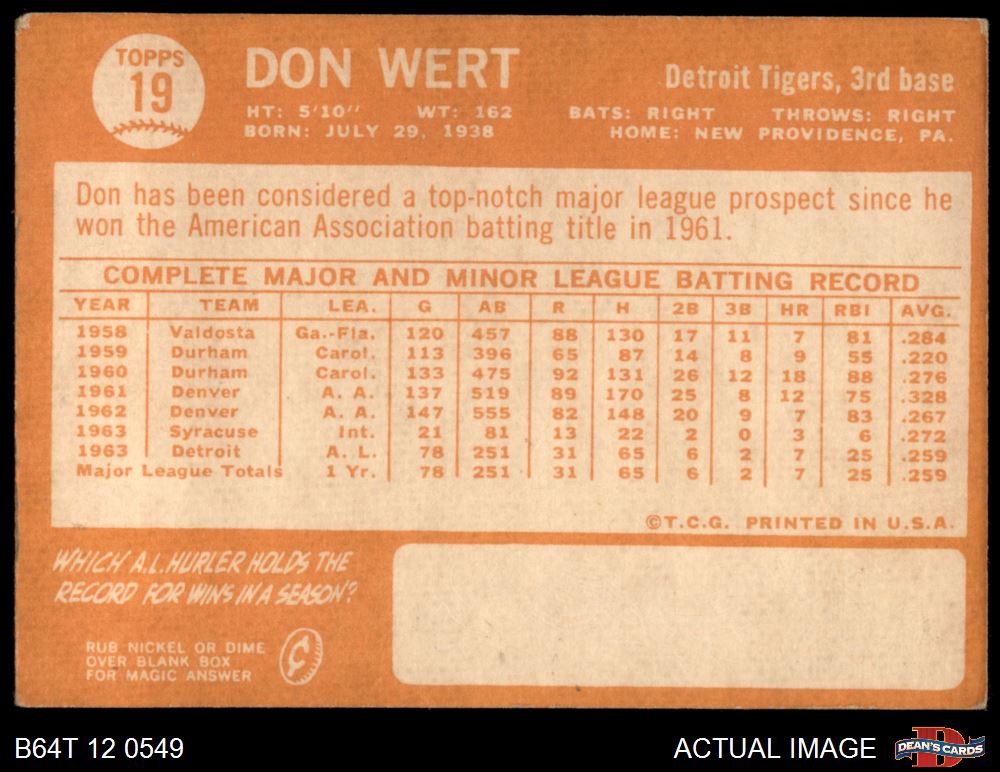 TOPPS
19
DON WERT
Detroit Tigers, 3rd base
HT: 5'10" WT: 162 BATS: RIGHT THROWS: RIGHT
BORN: JULY 29, 1938 HOME: NEW PROVIDENCE, PA.
Don has been considered a top-notch major league prospect since he
won the American Association batting title in 1961.
COMPLETE MAJOR AND MINOR LEAGUE BATTING RECORD
YEAR TEAM LEA. G AB R H 2B 3B HR RBI AVG.
1958 Valdosta Ga.-Fla. 120 457 88 130 17 11 7 81 .284
1959 Durham Carol. 113 396 65 87 14 8 9 55 .220
1960 Durham Carol. 133 475 92 131 26 12 18 88 .276
1961 Denver A. A. 137 519 89 170 25 8 12 75 .328
1962 Denver A. A. 147 555 82 148 20 9 7 83 .267
1963 Syracuse Int. 21 81 13 22 2 0 3 6 .272
1963 Detroit A. L. 78 251 31 65 6 2 7 25 .259
Major League Totals 1 Yr. 78 251 31 65 6 2 7 25 .259
©T.C.G. PRINTED IN U.S.A.
WHICH A.L. HURLER HOLDS THE
RECORD FOR WINS IN A SEASON?
RUB NICKEL OR DIME
OVER BLANK BOX
FOR MAGIC ANSWER
¢
B64T 12 0549
ACTUAL IMAGE
DEAN'S CARDS